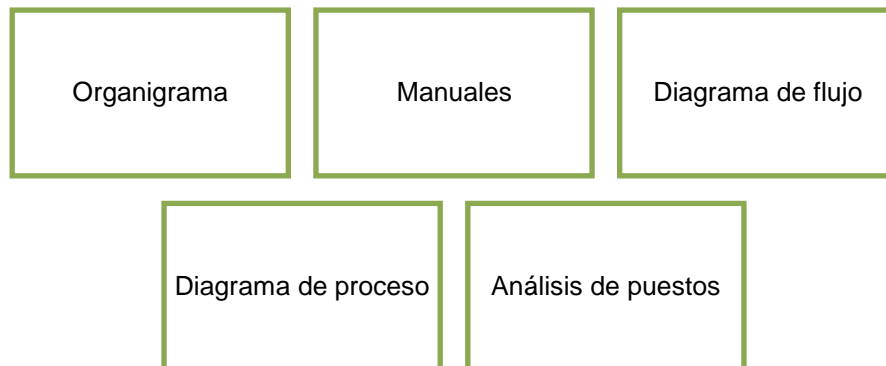 Organigrama
Manuales
Diagrama de flujo
Diagrama de proceso
Análisis de puestos